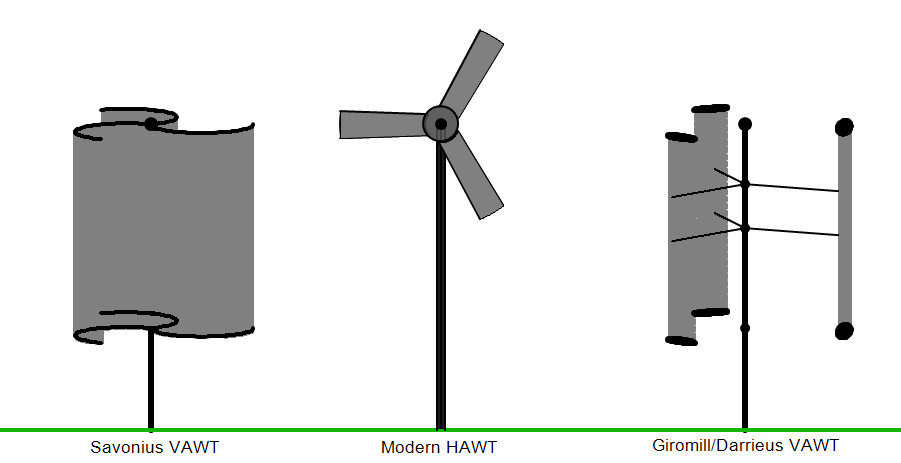 Savonius VAWT
Modern HAWT
Giromill/Darrieus VAWT